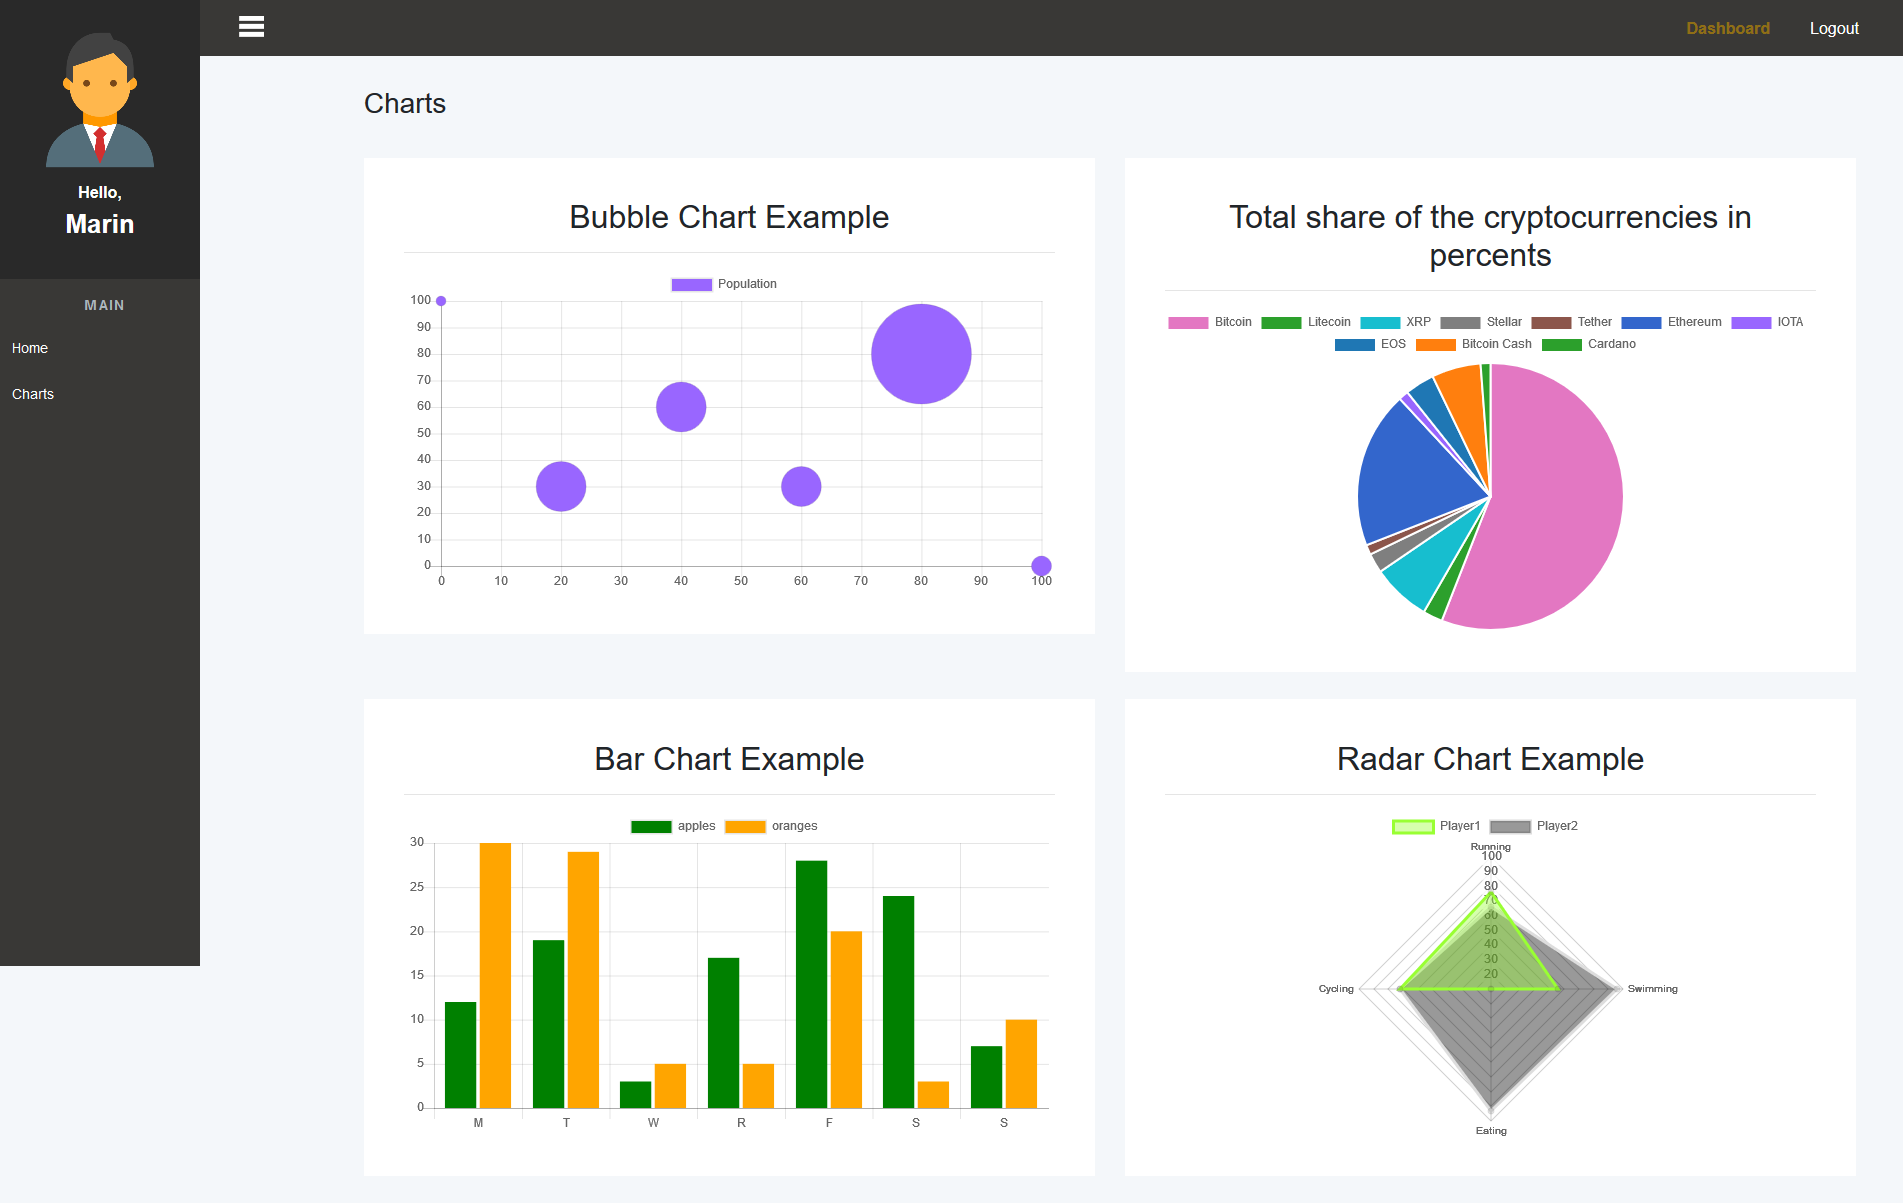 Dashboard
Logout
Hello,
Marin
MAIN
Home
Charts
Charts
Bubble Chart Example
Population
100
90
80
70
60
50
40
30
20
10
0
0 10 20 30 40 50 60 70 80 90 100
Total share of the cryptocurrencies in
percents
Bitcoin Litecoin XRP Stellar Tether Ethereum IOTA
EOS Bitcoin Cash Cardano
Bar Chart Example
apples oranges
30
25
20
15
10
5
0
M T W R F S S
Radar Chart Example
Player1 Player2
Running
100
90
80
70
60
50
40
30
20
Cycling
Swimming
Eating